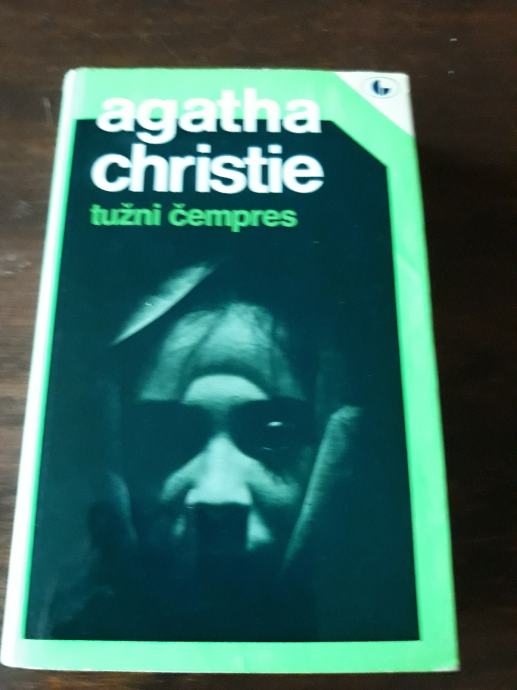 agatha
christie
tužni čempres